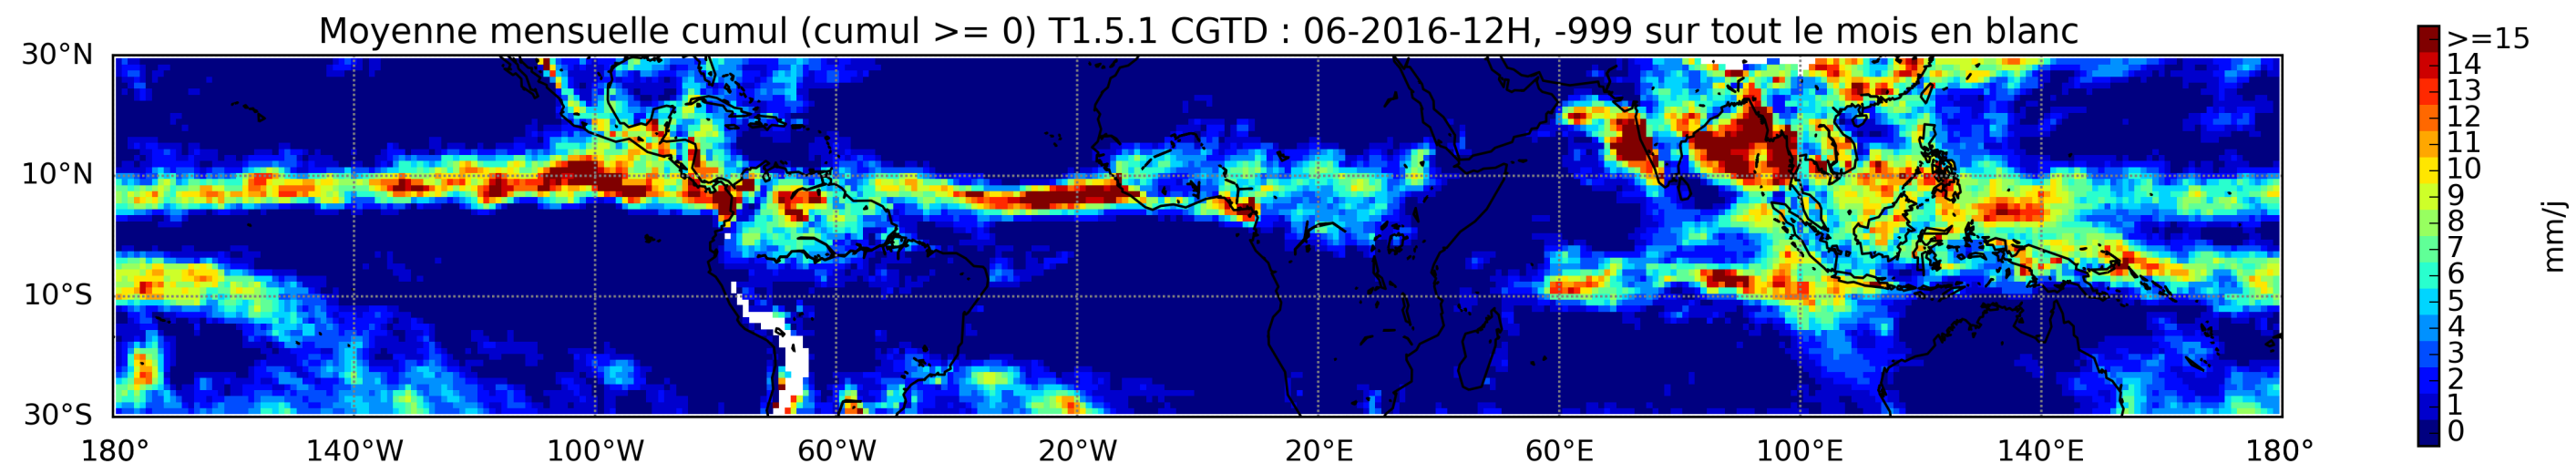 Moyenne mensuelle cumul (cumul >= 0) T1.5.1 CGTD : 06-2016-12H, -999 sur tout le mois en blanc
30°N
10°N
10°S
30°S
180° 140°W 100°W 60°W 20°W 20°E 60°E 100°E 140°E 180°
>=15
14
13
12
11
10
9
8
7
6
5
4
3
2
1
0
mm/j